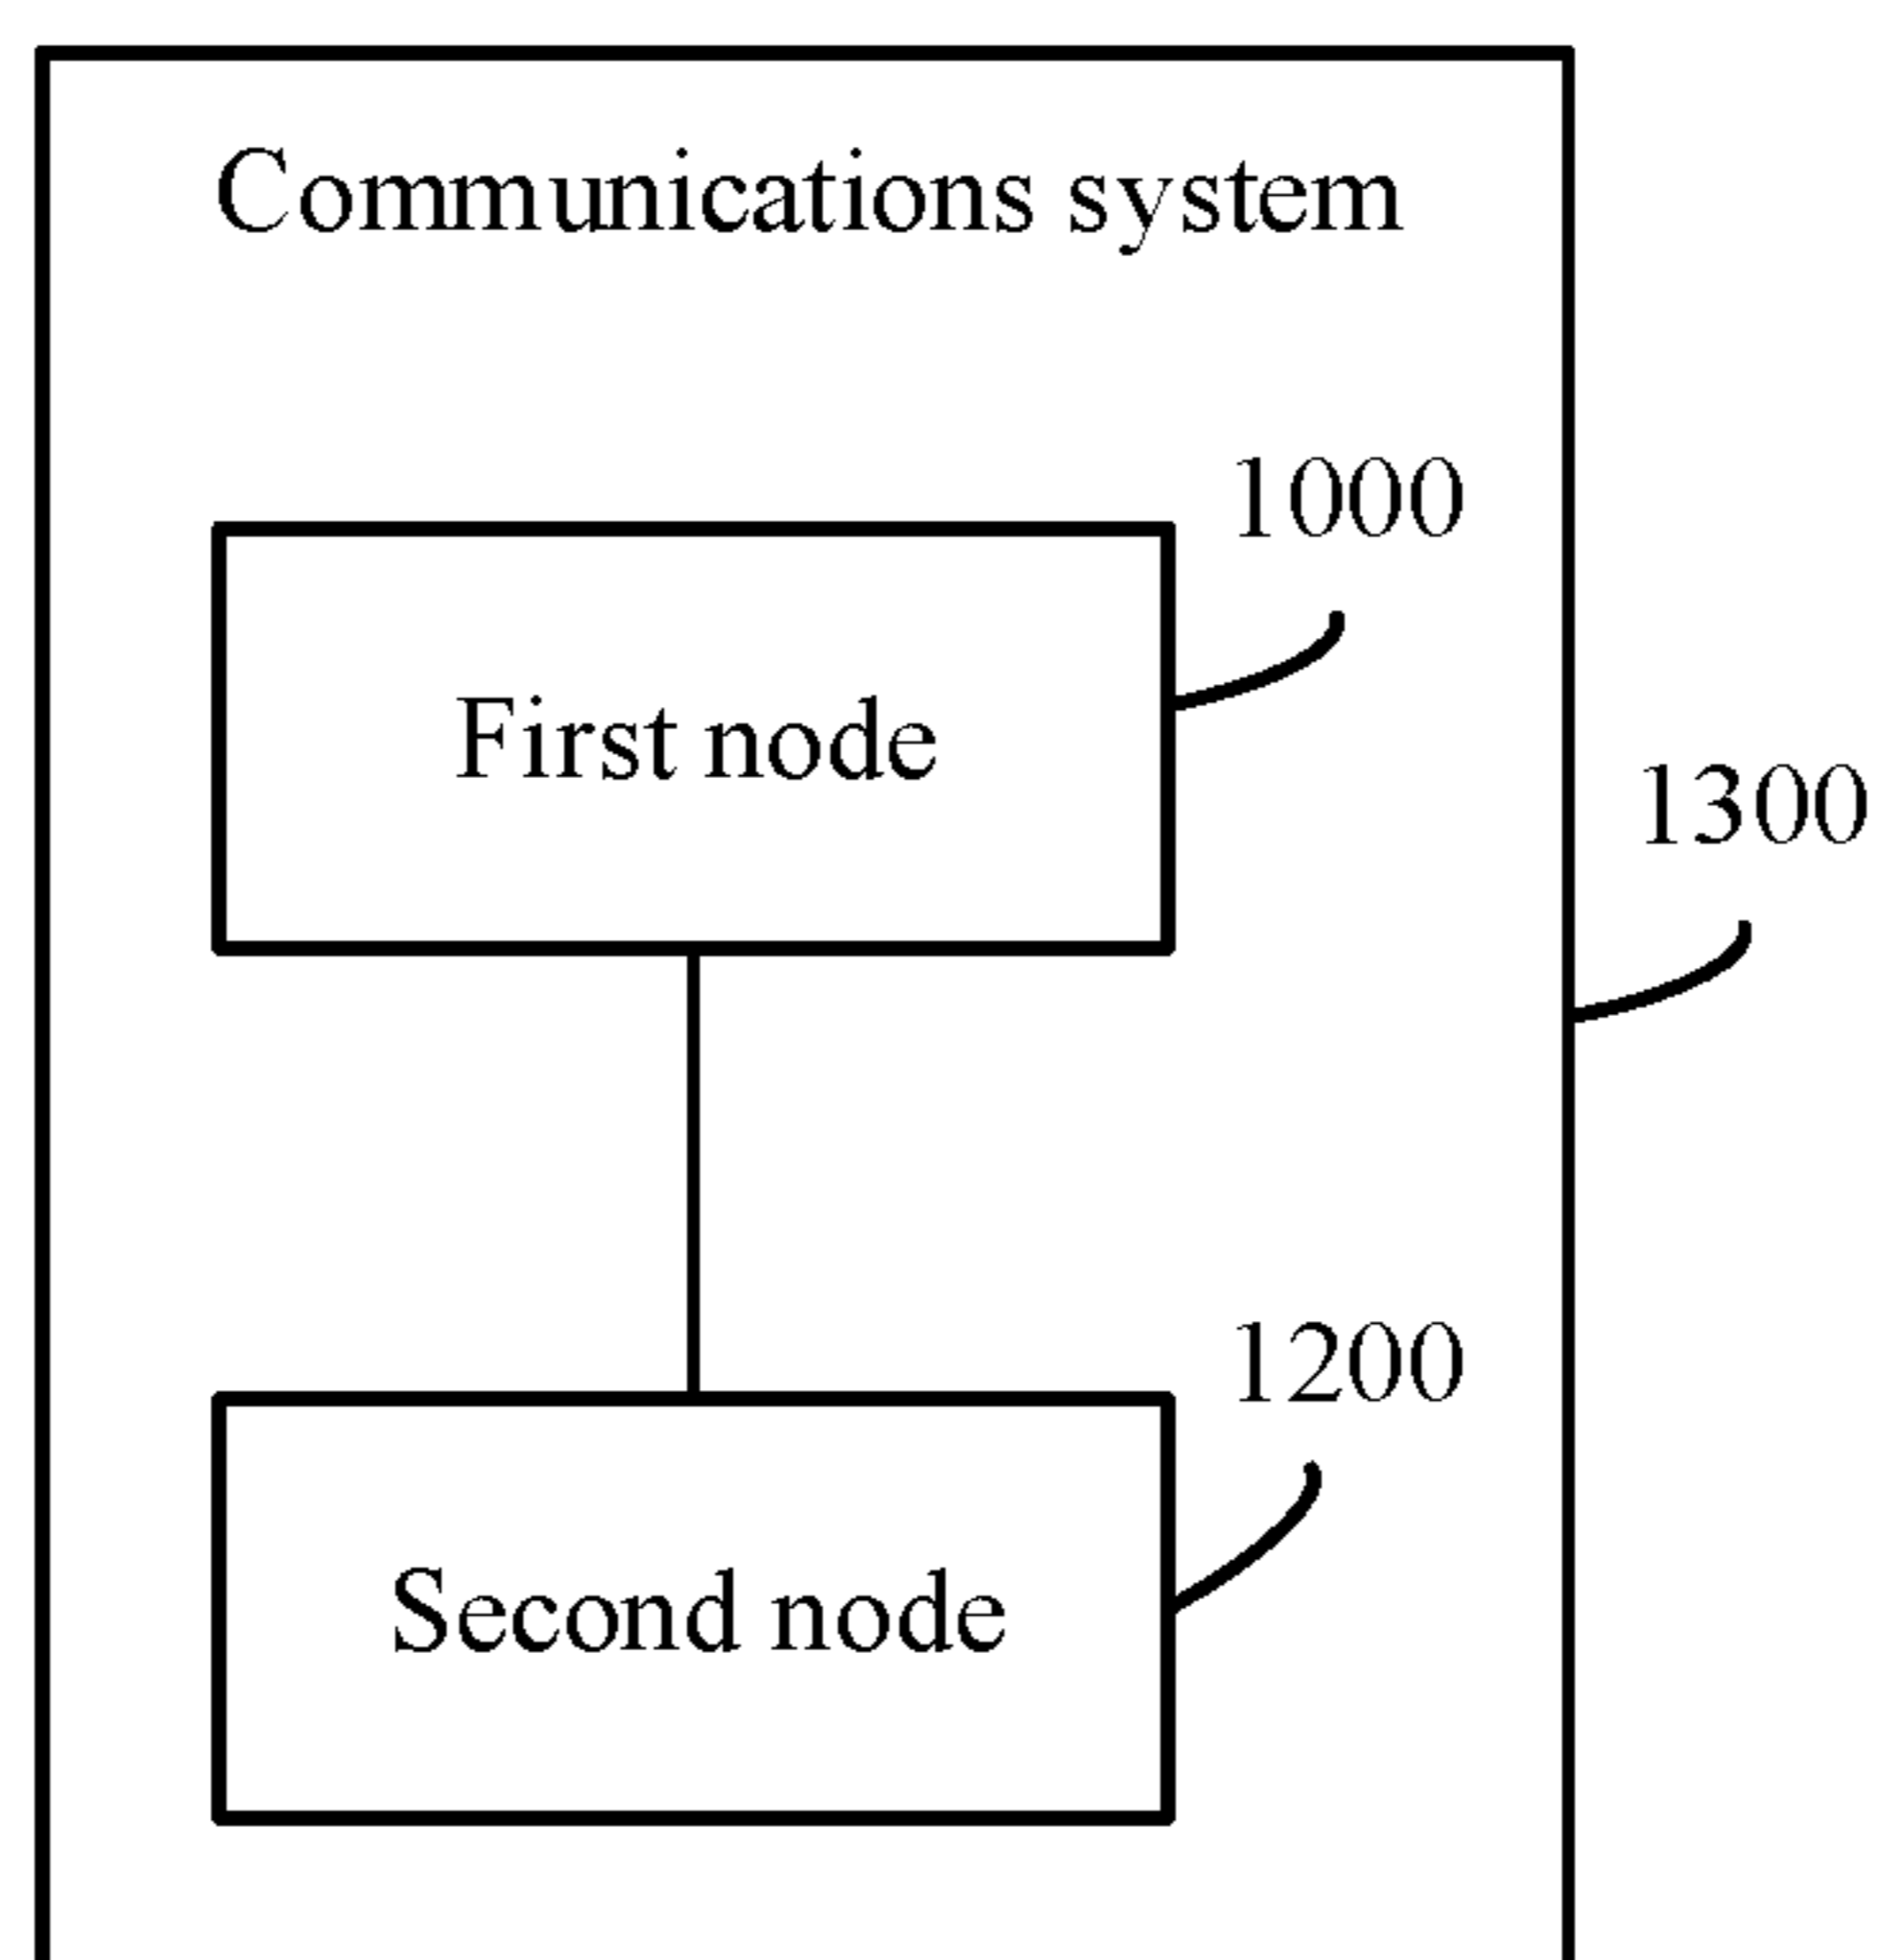 Communications system
1000
First node
1300
1200
Second node